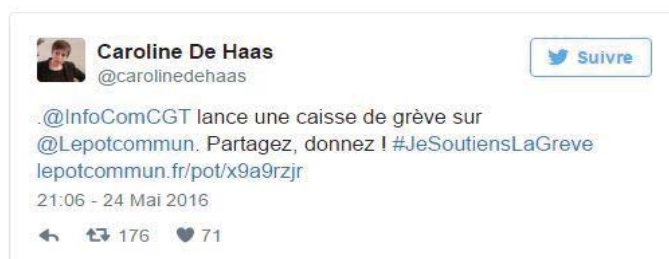 Caroline De Haas
@carolinedehaas
Suivre
.@InfoComCGT lance une caisse de grève sur
@Lepotcommun. Partagez, donnez ! #JeSoutiensLaGreve
lepotcommun.fr/pot/x9a9rzjr
21:06 - 24 Mai 2016
176 71